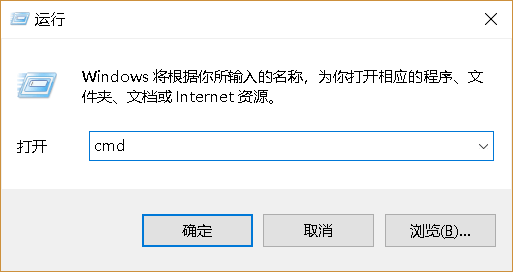 运行
Windows 将根据你所输入的名称，为你打开相应的程序、文
件夹、文档或 Internet 资源。
打开
cmd
确定 取消 浏览(B)...